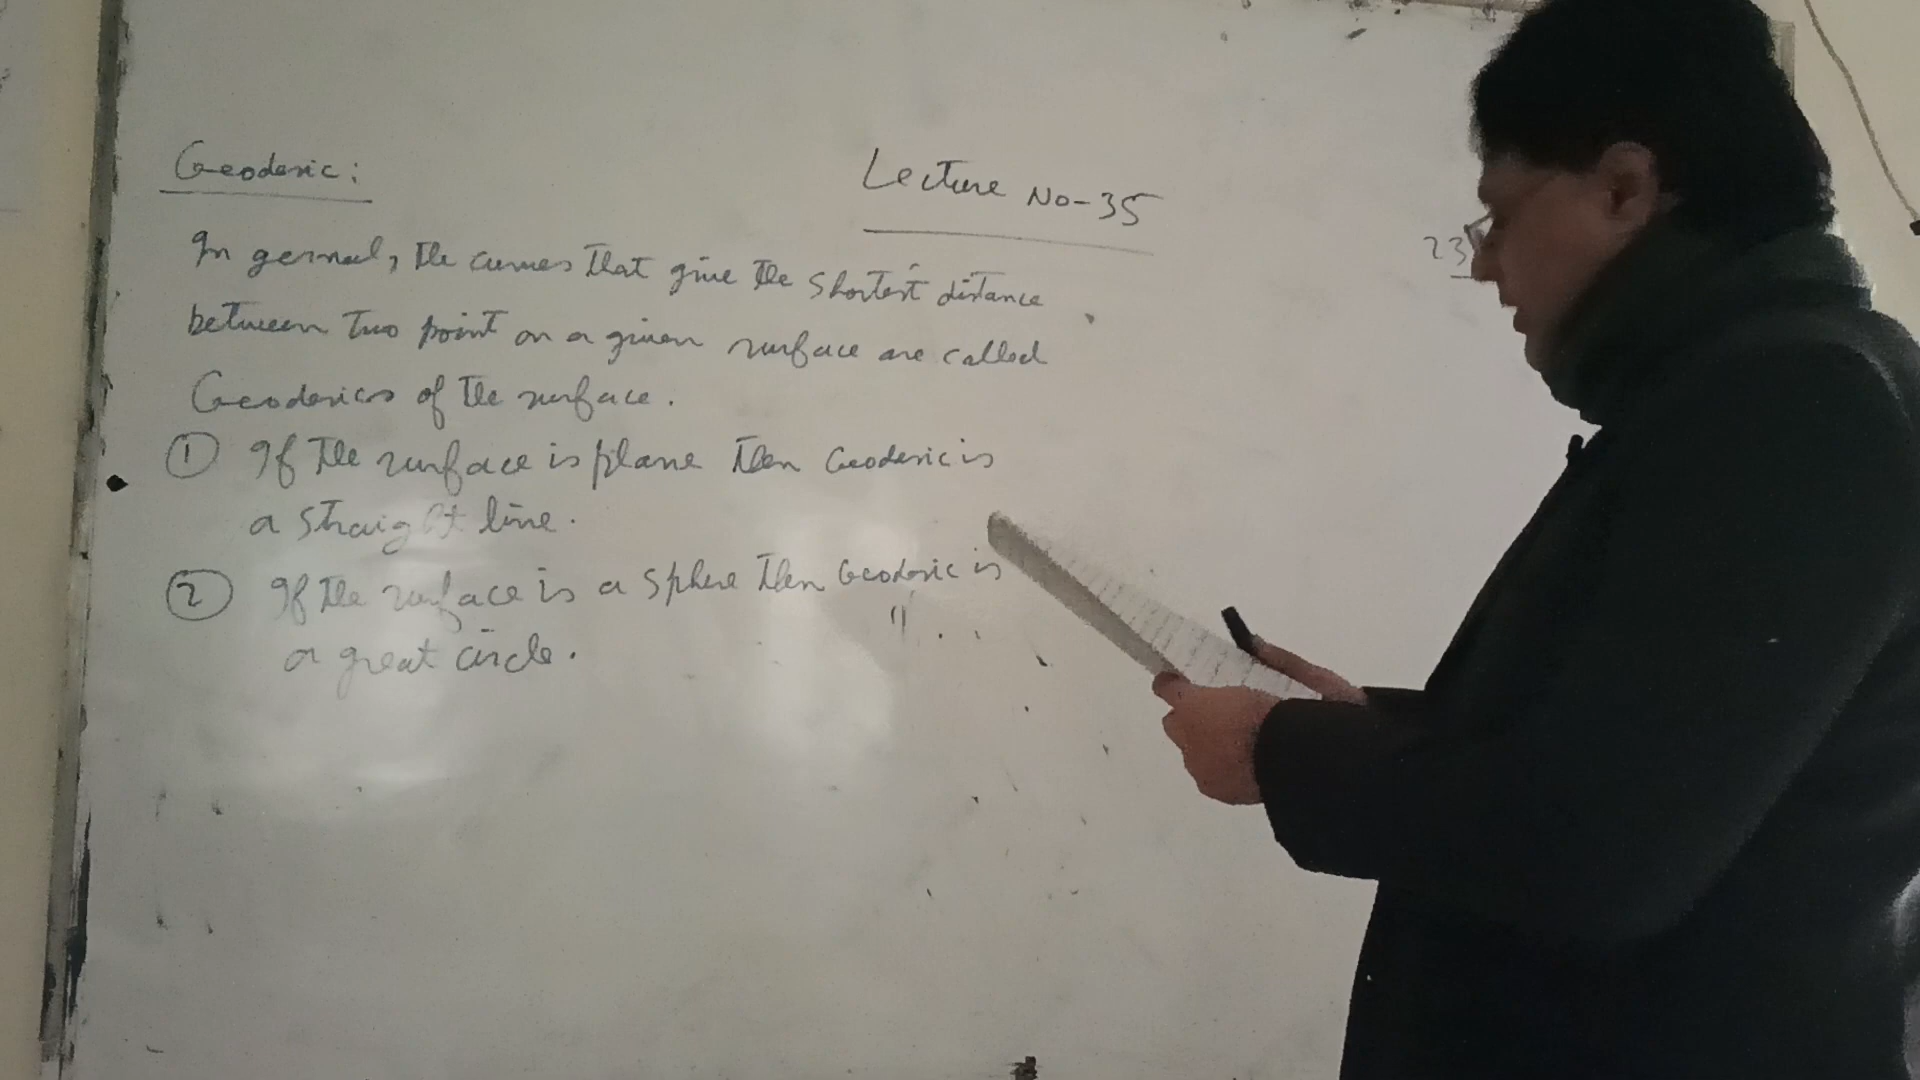 Geodesic:
Lecture No-35
23
In general, the curves that give the shortest distance
between two point on a given surface are called
Geodesics of the surface.
① If the surface is plane then Geodesic is
a straight line.
② If the surface is a sphere then Geodesic is
a great circle.